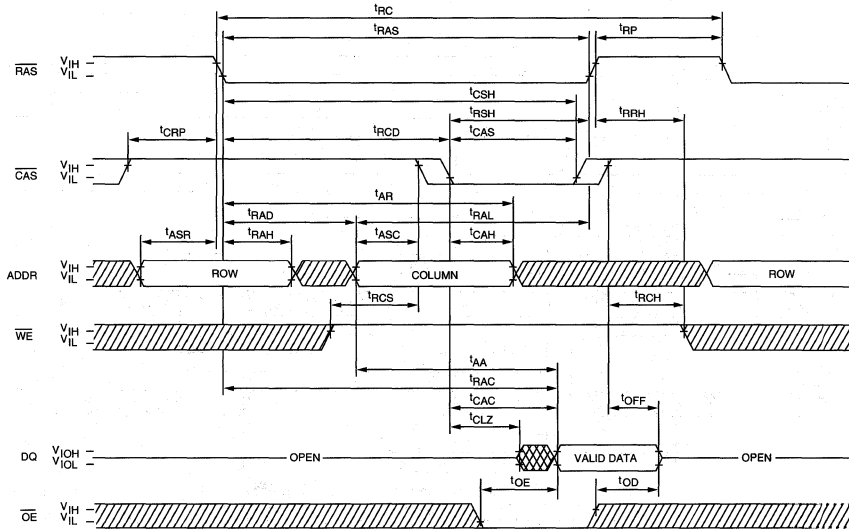 tRC
tRAS
tRP
RAS
VIH
VIL
tCSH
tRSH
tRRH
tCRP
tRCD
tCAS
CAS
VIH
VIL
tAR
tRAD
tRAL
tASR
tRAH
tASC
tCAH
ADDR
VIH
VIL
ROW
COLUMN
ROW
tRCS
tRCH
WE
VIH
VIL
tAA
tRAC
tCAC
tOFF
tCLZ
DQ
VIOH
VIOL
OPEN
VALID DATA
OPEN
tOE
tOD
OE
VIH
VIL